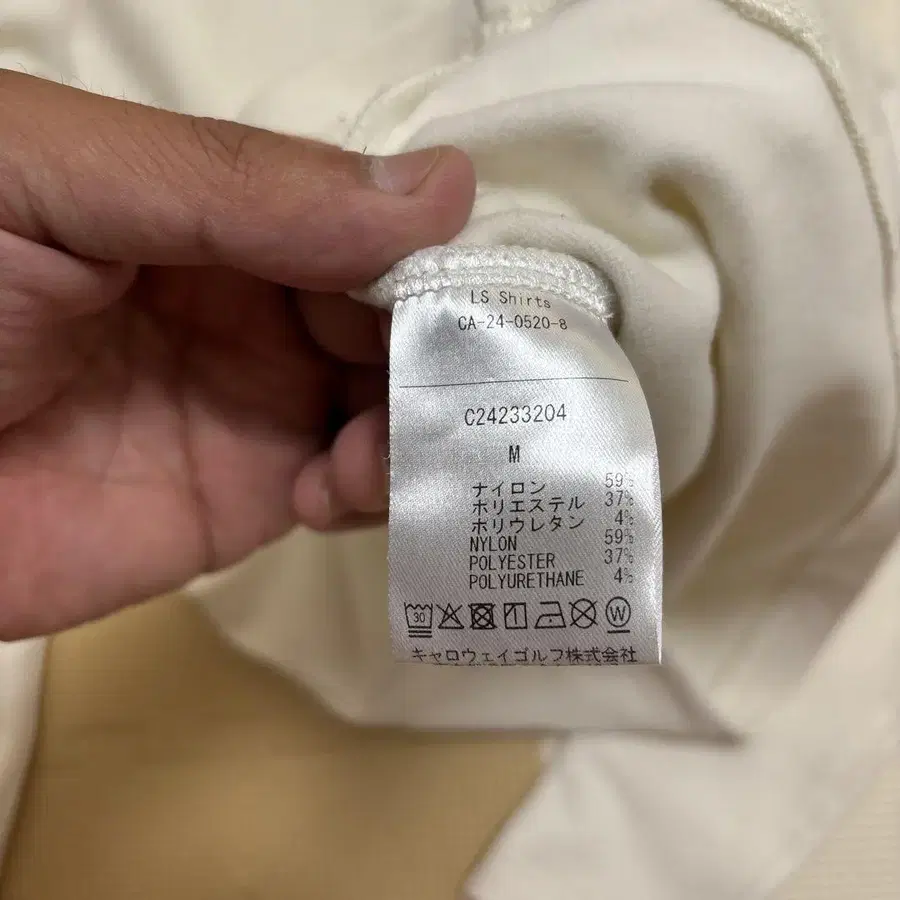 LS Shirts
CA-24-0520-8
C24233204
M
ナイロン 59%
ポリエステル 37%
ポリウレタン 4%
NYLON 59%
POLYESTER 37%
POLYURETHANE 4%
30 W
キャロウェイゴルフ株式会社